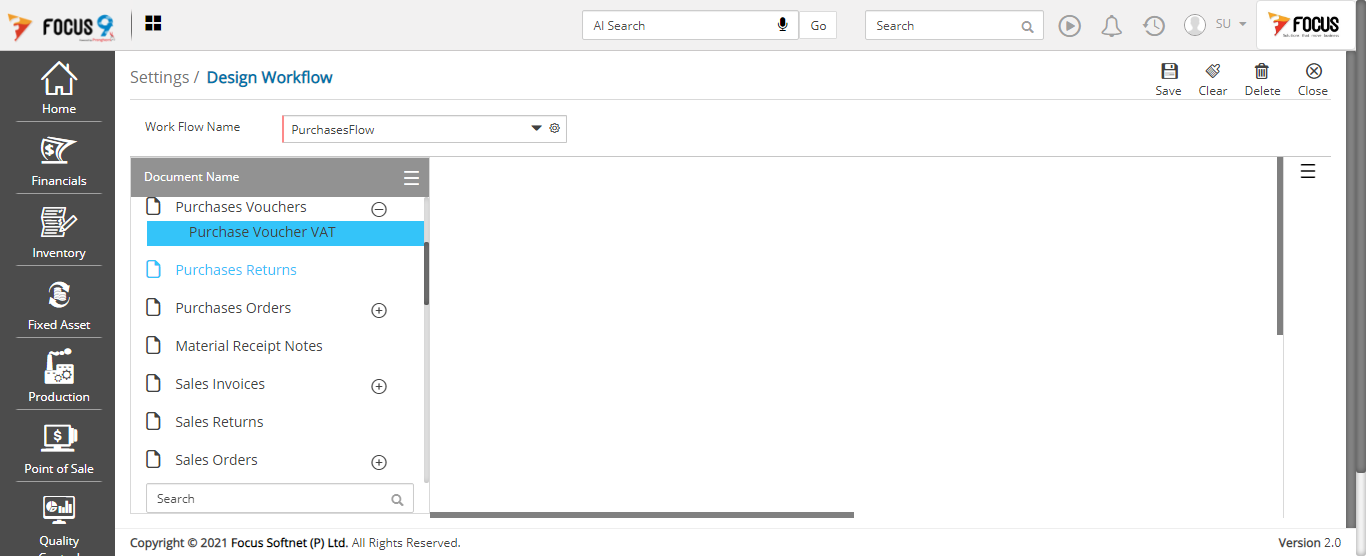 FOCUS 9
AI Search
Go
Search
SU
FOCUS
Home
Financials
Inventory
Fixed Asset
Production
Point of Sale
Quality
Settings / Design Workflow
Save
Clear
Delete
Close
Work Flow Name
PurchasesFlow
Document Name
Purchases Vouchers
Purchase Voucher VAT
Purchases Returns
Purchases Orders
Material Receipt Notes
Sales Invoices
Sales Returns
Sales Orders
Search
Copyright © 2021 Focus Softnet (P) Ltd. All Rights Reserved.
Version 2.0